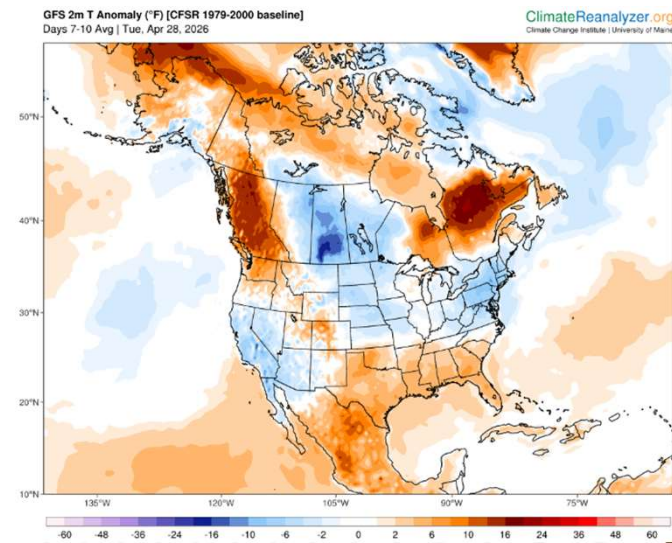 GFS 2m T Anomaly (°F) [CFSR 1979-2000 baseline]
Days 7-10 Avg | Tue, Apr 28, 2026
ClimateReanalyzer.org
Climate Change Institute | University of Maine
50°N
40°N
30°N
20°N
10°N
135°W 120°W 105°W 90°W 75°W
-60 -48 -36 -24 -16 -10 -6 -2 0 2 6 10 16 24 36 48 60